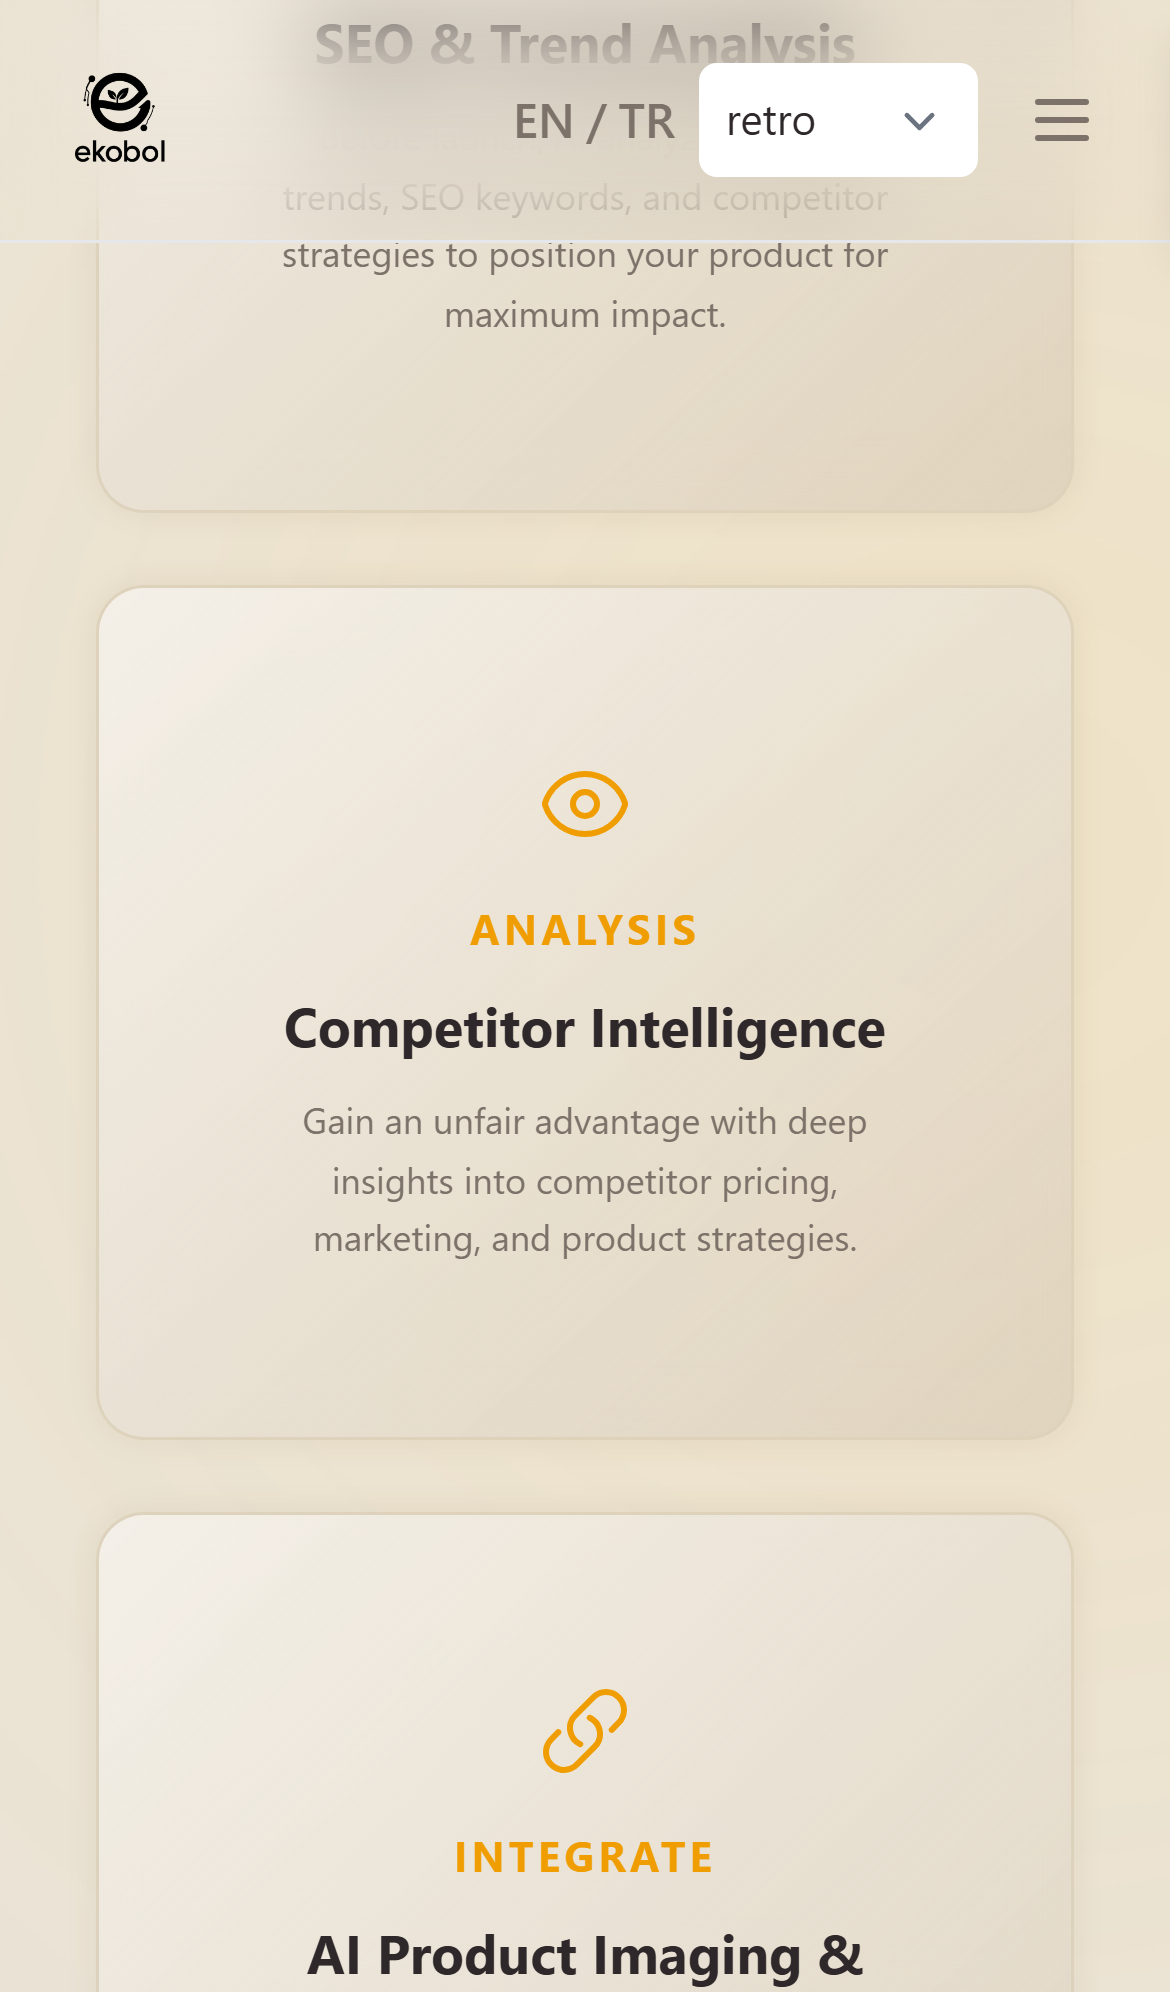 SEO & Trend Analysis
ekobol
EN / TR
retro
trends, SEO keywords, and competitor
strategies to position your product for
maximum impact.
ANALYSIS
Competitor Intelligence
Gain an unfair advantage with deep
insights into competitor pricing,
marketing, and product strategies.
INTEGRATE
AI Product Imaging &